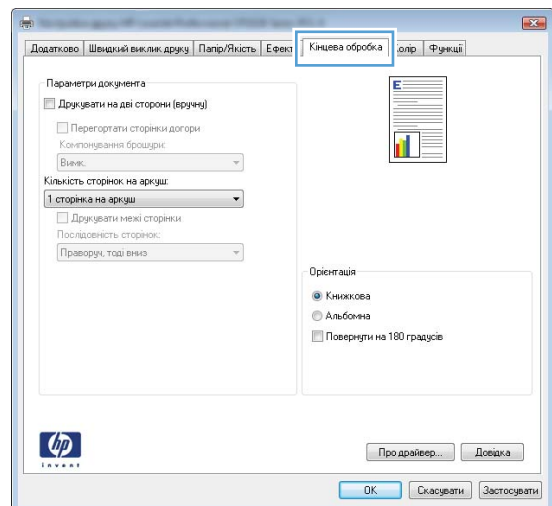 Додатково Швидкий виклик друку Папір/Якість Ефект Кінцева обробка Колір Функції
Параметри документа
Друкувати на дві сторони (вручну)
Перегортати сторінки догори
Компонування брошури:
Вимк.
Кількість сторінок на аркуш:
1 сторінка на аркуш
Друкувати межі сторінки
Послідовність сторінок:
Праворуч, тоді вниз
E
Орієнтація
Книжкова
Альбомна
Повернути на 180 градусів
hp
invent
Про драйвер... Довідка
OK Скасувати Застосувати